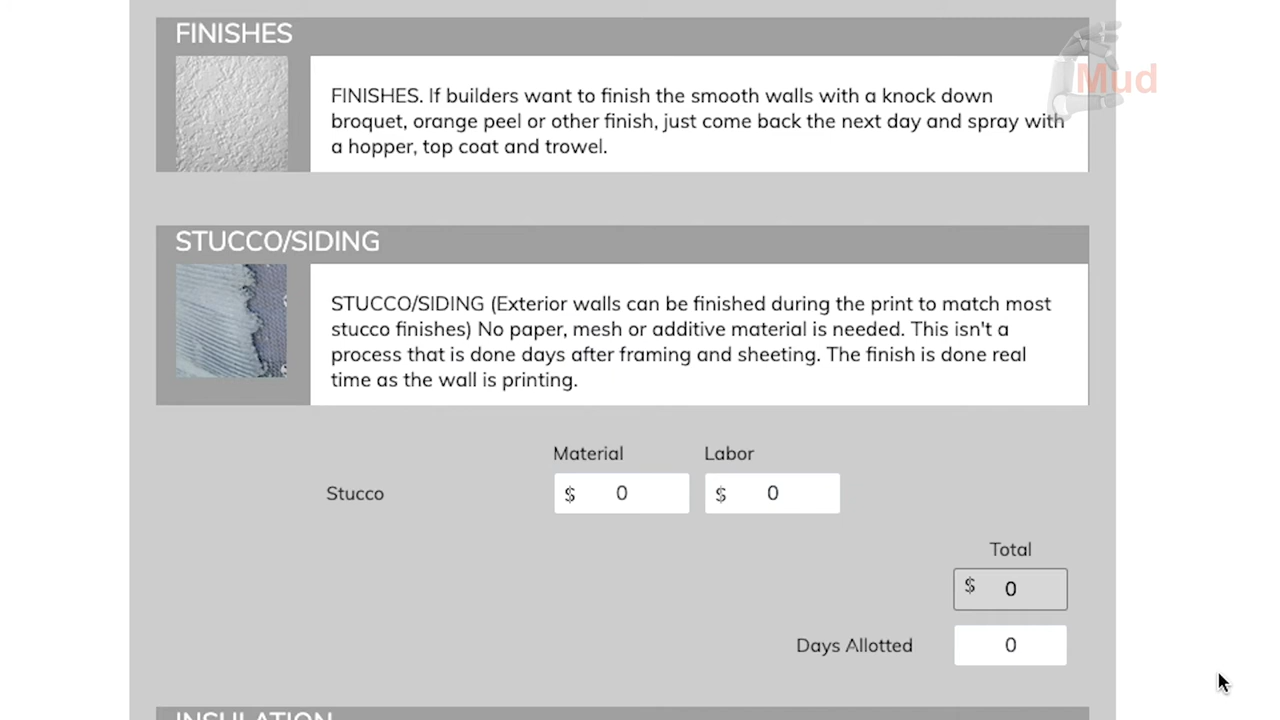 FINISHES
Mud
FINISHES. If builders want to finish the smooth walls with a knock down
broquet, orange peel or other finish, just come back the next day and spray with
a hopper, top coat and trowel.
STUCCO/SIDING
STUCCO/SIDING (Exterior walls can be finished during the print to match most
stucco finishes) No paper, mesh or additive material is needed. This isn't a
process that is done days after framing and sheeting. The finish is done real
time as the wall is printing.
Material Labor
Stucco $ 0 $ 0
Total
$ 0
Days Allotted 0
INSULATION